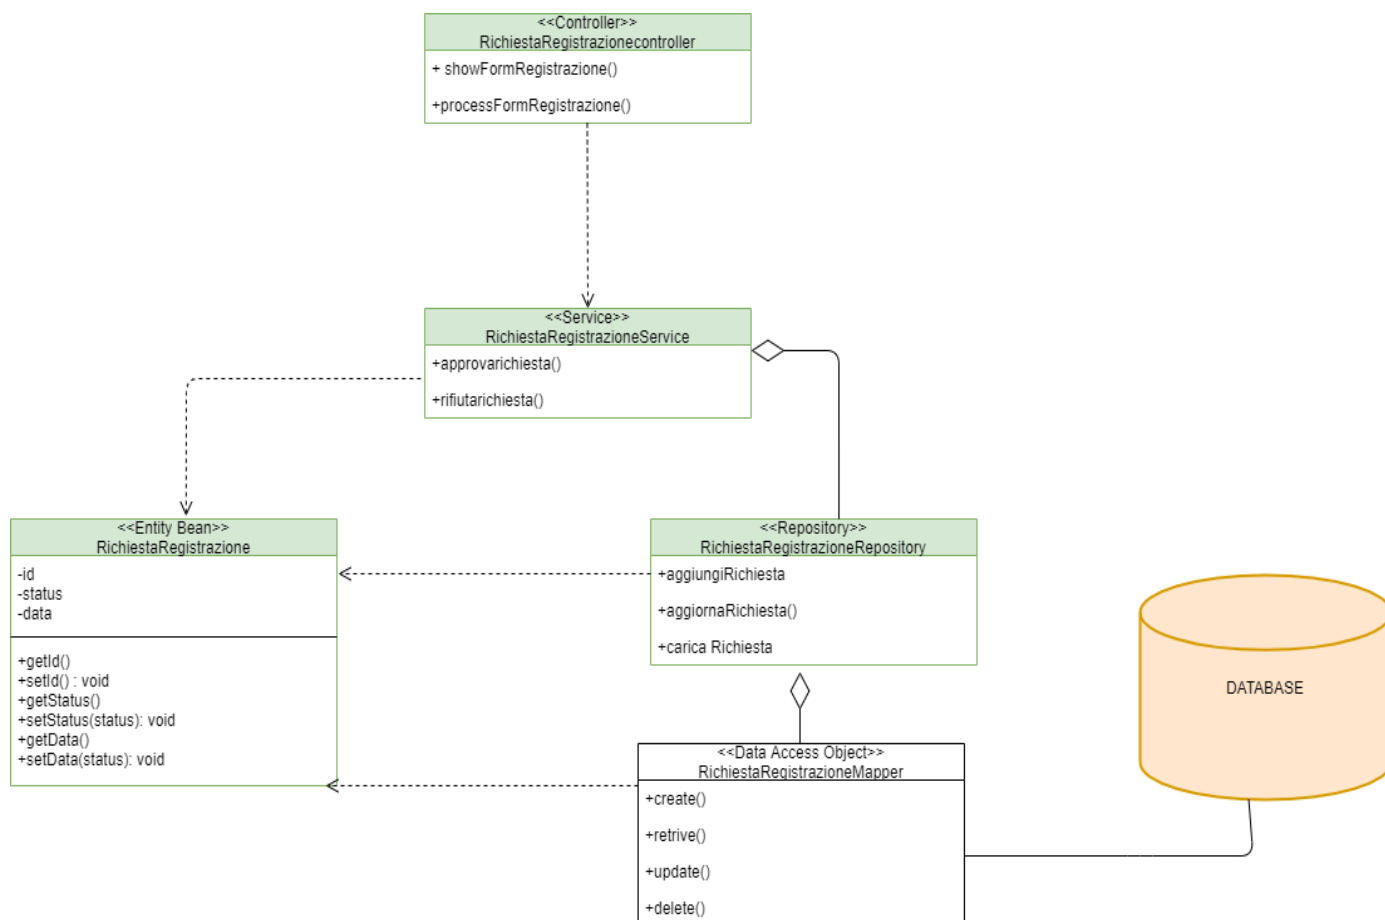 <<Controller>>
RichiestaRegistrazionecontroller
+ showFormRegistrazione()
+processFormRegistrazione()
<<Service>>
RichiestaRegistrazioneService
+approvarichiesta()
+rifiutarichiesta()
<<Entity Bean>>
RichiestaRegistrazione
-id
-status
-data
+getId()
+setId() : void
+getStatus()
+setStatus(status): void
+getData()
+setData(status): void
<<Repository>>
RichiestaRegistrazioneRepository
+aggiungiRichiesta
+aggiornaRichiesta()
+carica Richiesta
DATABASE
<<Data Access Object>>
RichiestaRegistrazioneMapper
+create()
+retrive()
+update()
+delete()